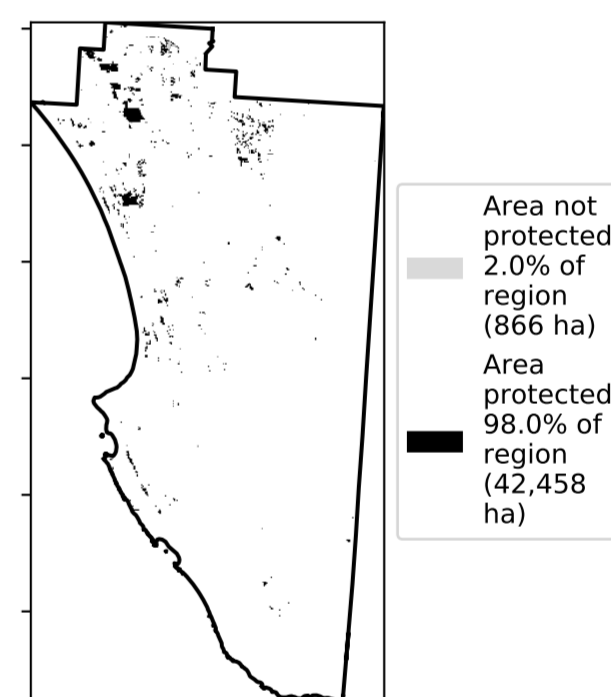 Area not
protected
2.0% of
region
(866 ha)
Area
protected
98.0% of
region
(42,458
ha)